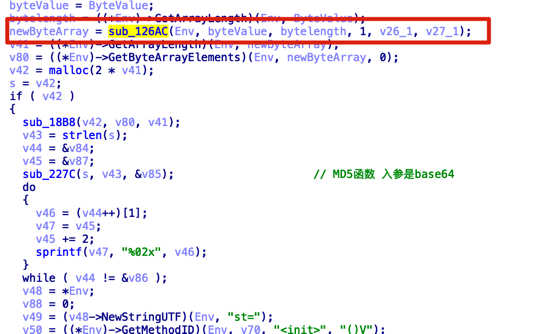 byteValue = ByteValue;
bytelength = ((*Env)->GetArrayLength)(Env, ByteValue);
newByteArray = sub_126AC(Env, byteValue, bytelength, 1, v26_1, v27_1);
v41 = ((*Env)->GetArrayLength)(Env, newByteArray);
v80 = ((*Env)->GetByteArrayElements)(Env, newByteArray, 0);
v42 = malloc(2 * v41);
s = v42;
if ( v42 )
{
sub_18B8(v42, v80, v41);
v43 = strlen(s);
v44 = &v84;
v45 = &v87;
sub_227C(s, v43, &v85); // MD5函数 入参是base64
do
{
v46 = (v44++)[1];
v47 = v45;
v45 += 2;
sprintf(v47, "%02x", v46);
}
while ( v44 != &v86 );
v48 = *Env;
v88 = 0;
v49 = (v48->NewStringUTF)(Env, "st=");
v50 = ((*Env)->GetMethodID)(Env, v70, "<init>", "()V");